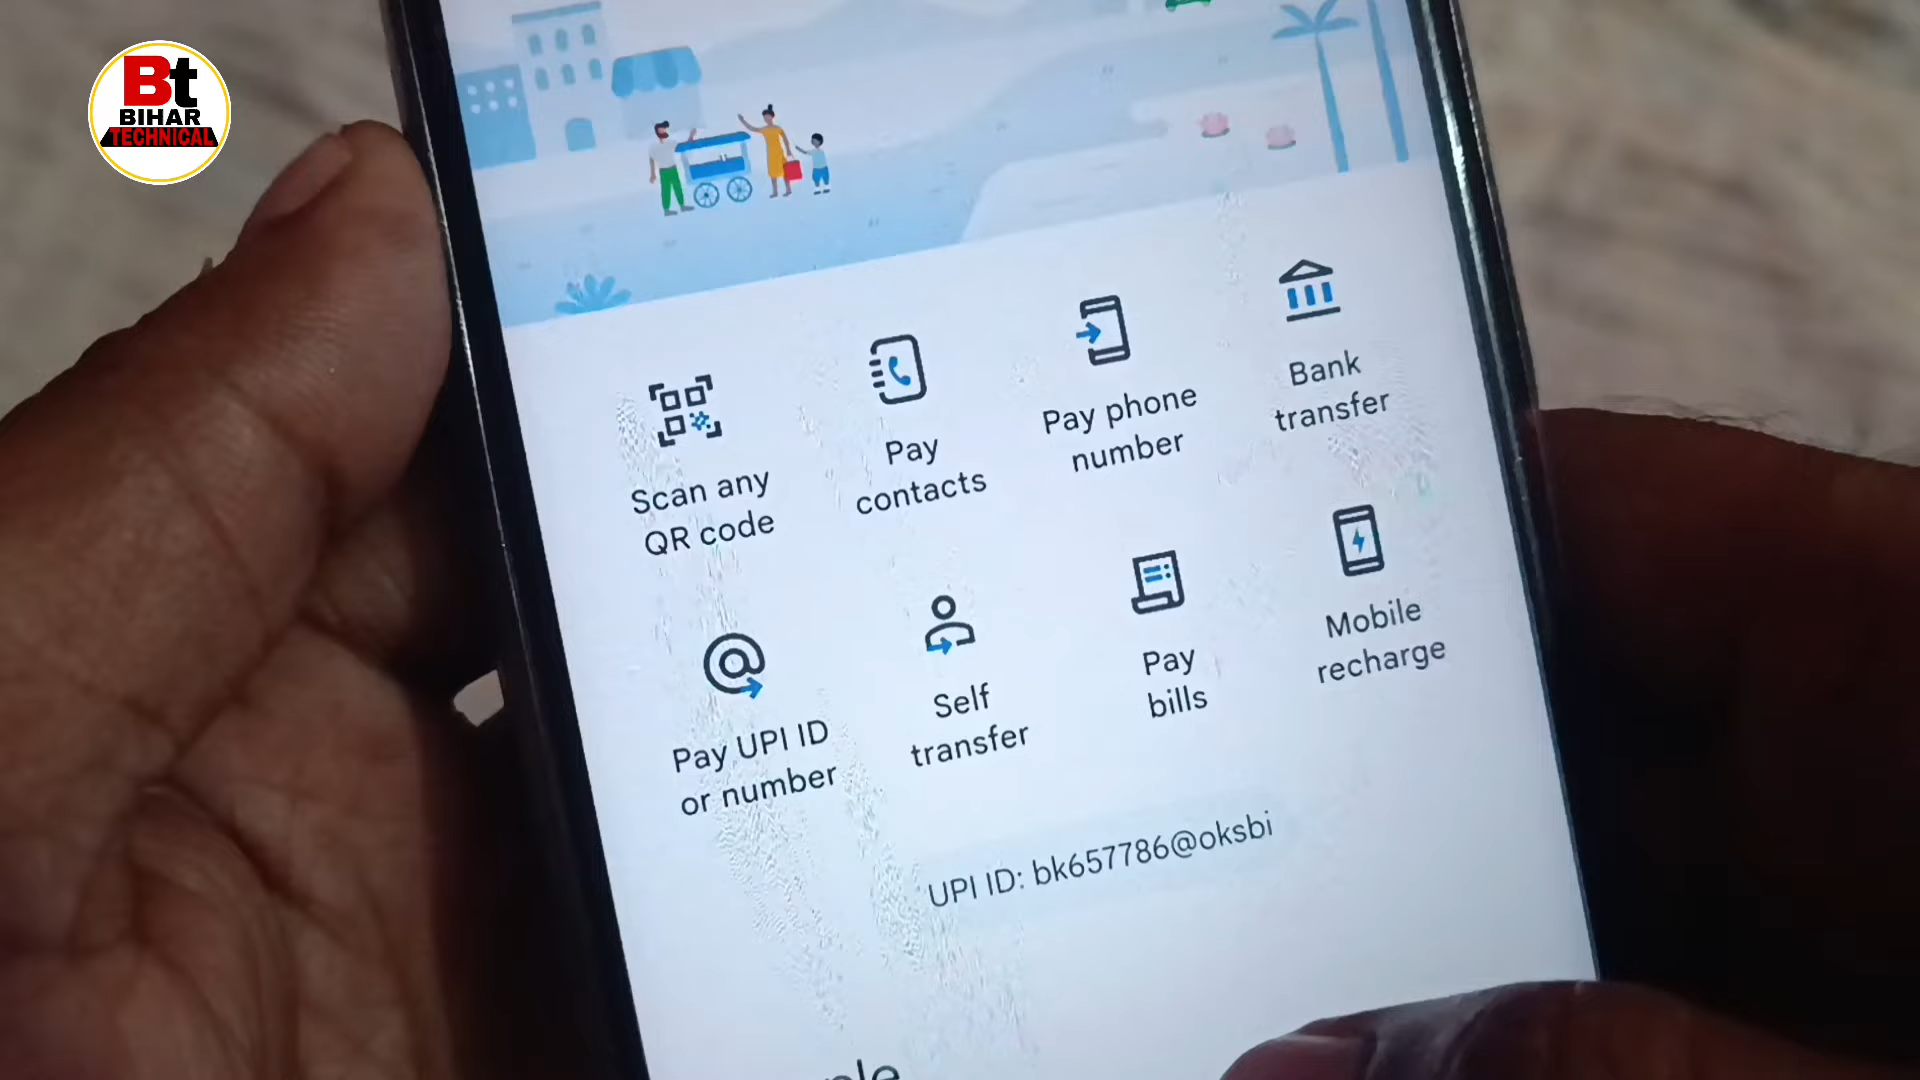 Bt
BIHAR
TECHNICAL
Scan any
QR code
Pay
contacts
Pay phone
number
Bank
transfer
Pay UPI ID
or number
Self
transfer
Pay
bills
Mobile
recharge
UPI ID: bk657786@oksbi